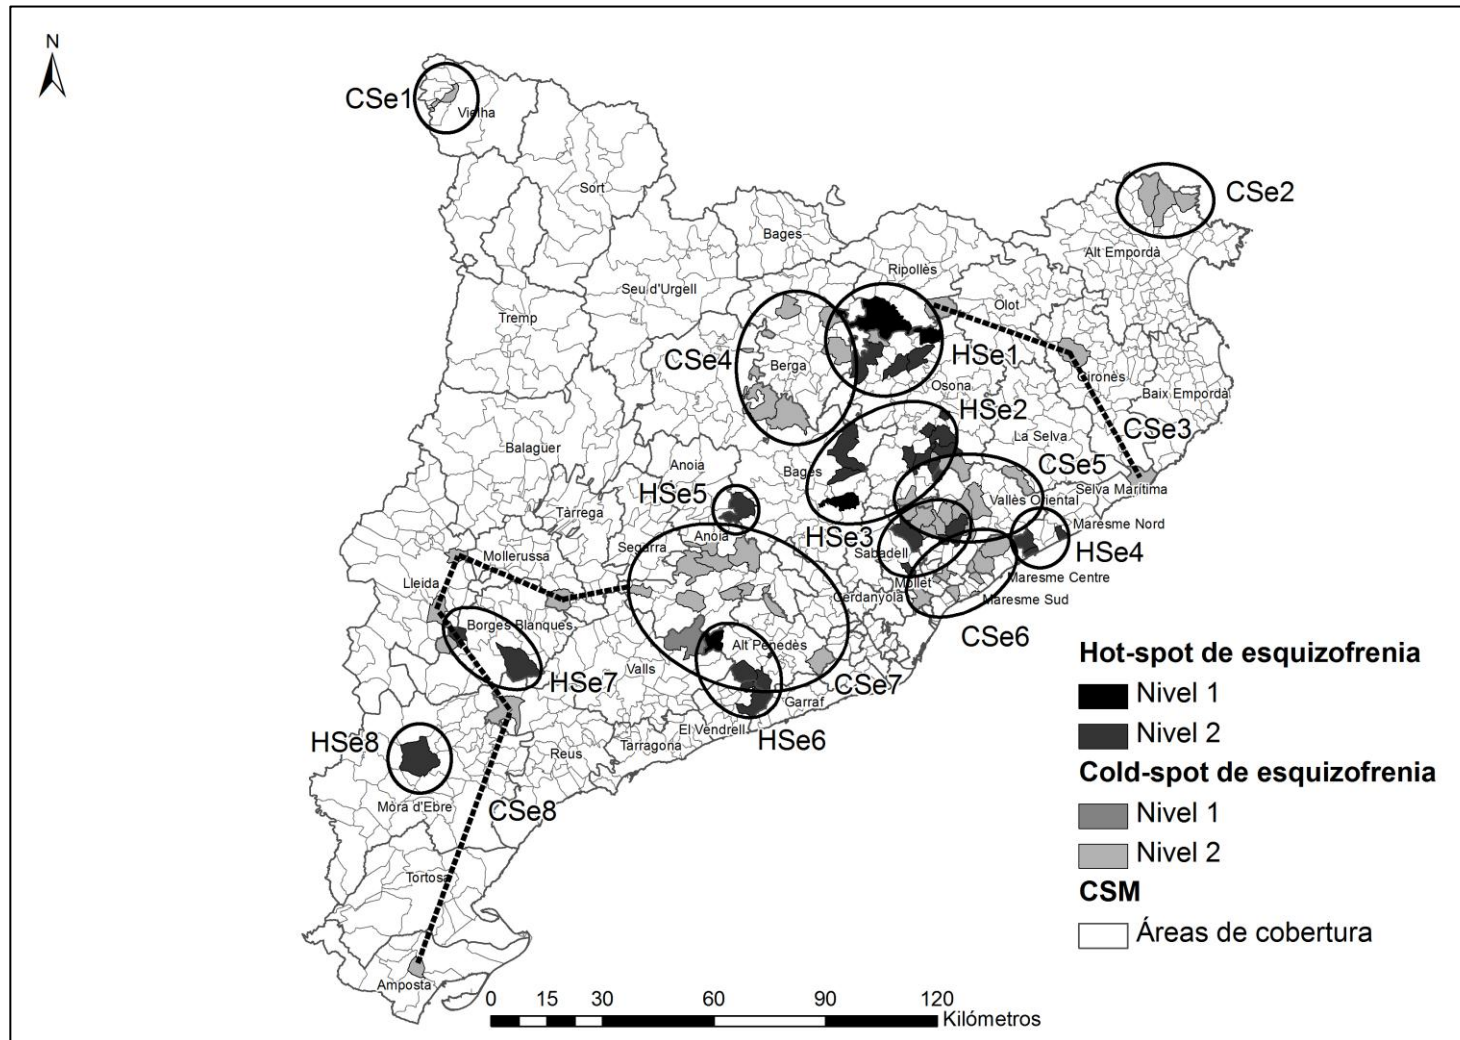 N
CSe1
Vielha
Sort
CSe2
Bages
Alt Empordà
Ripollès
Seu d'Urgell
Olot
Tremp
HSe1
CSe4
Berga
Gironès
Osona
Baix Empordà
HSe2
CSe3
La Selva
Balaguer
CSe5
Anoia
Bages
HSe5
Vallès Oriental
Selva Marítima
Tàrrega
Maresme Nord
Anoia
HSe3
Segarra
Mollerussa
Sabadell
HSe4
Lleida
Mollet
Maresme Centre
Cerdanyola
Maresme Sud
Borges Blanques
CSe6
Alt Penedès
Valls
HSe7
CSe7
Garraf
El Vendrell
HSe6
HSe8
Reus
Tarragona
Móra d'Ebre
CSe8
Tortosa
Amposta
Hot-spot de esquizofrenia
Nivel 1
Nivel 2
Cold-spot de esquizofrenia
Nivel 1
Nivel 2
CSM
Áreas de cobertura
0 15 30 60 90 120
Kilómetros